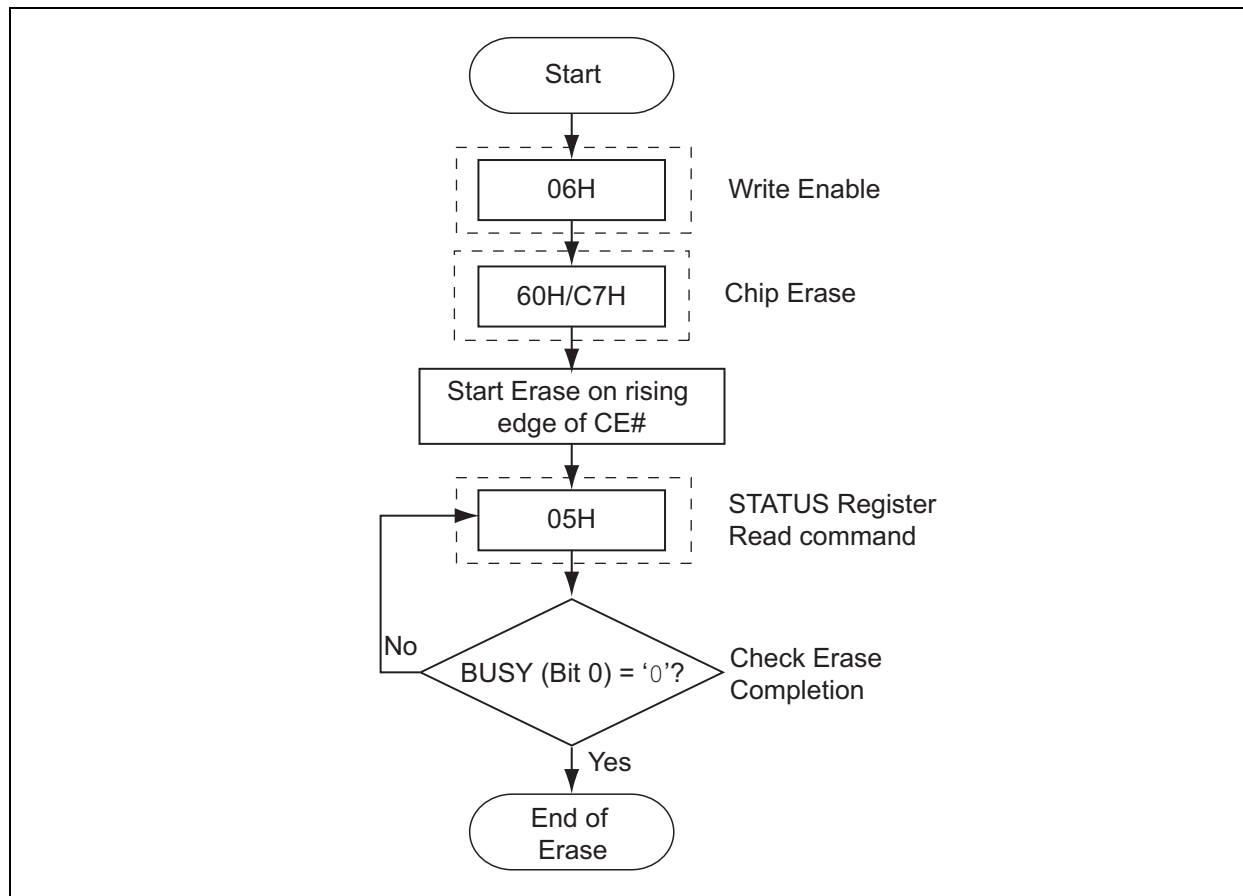 Start
06H
Write Enable
60H/C7H
Chip Erase
Start Erase on rising
edge of CE#
05H
STATUS Register
Read command
No
BUSY (Bit 0) = ‘0’?
Check Erase
Completion
Yes
End of
Erase